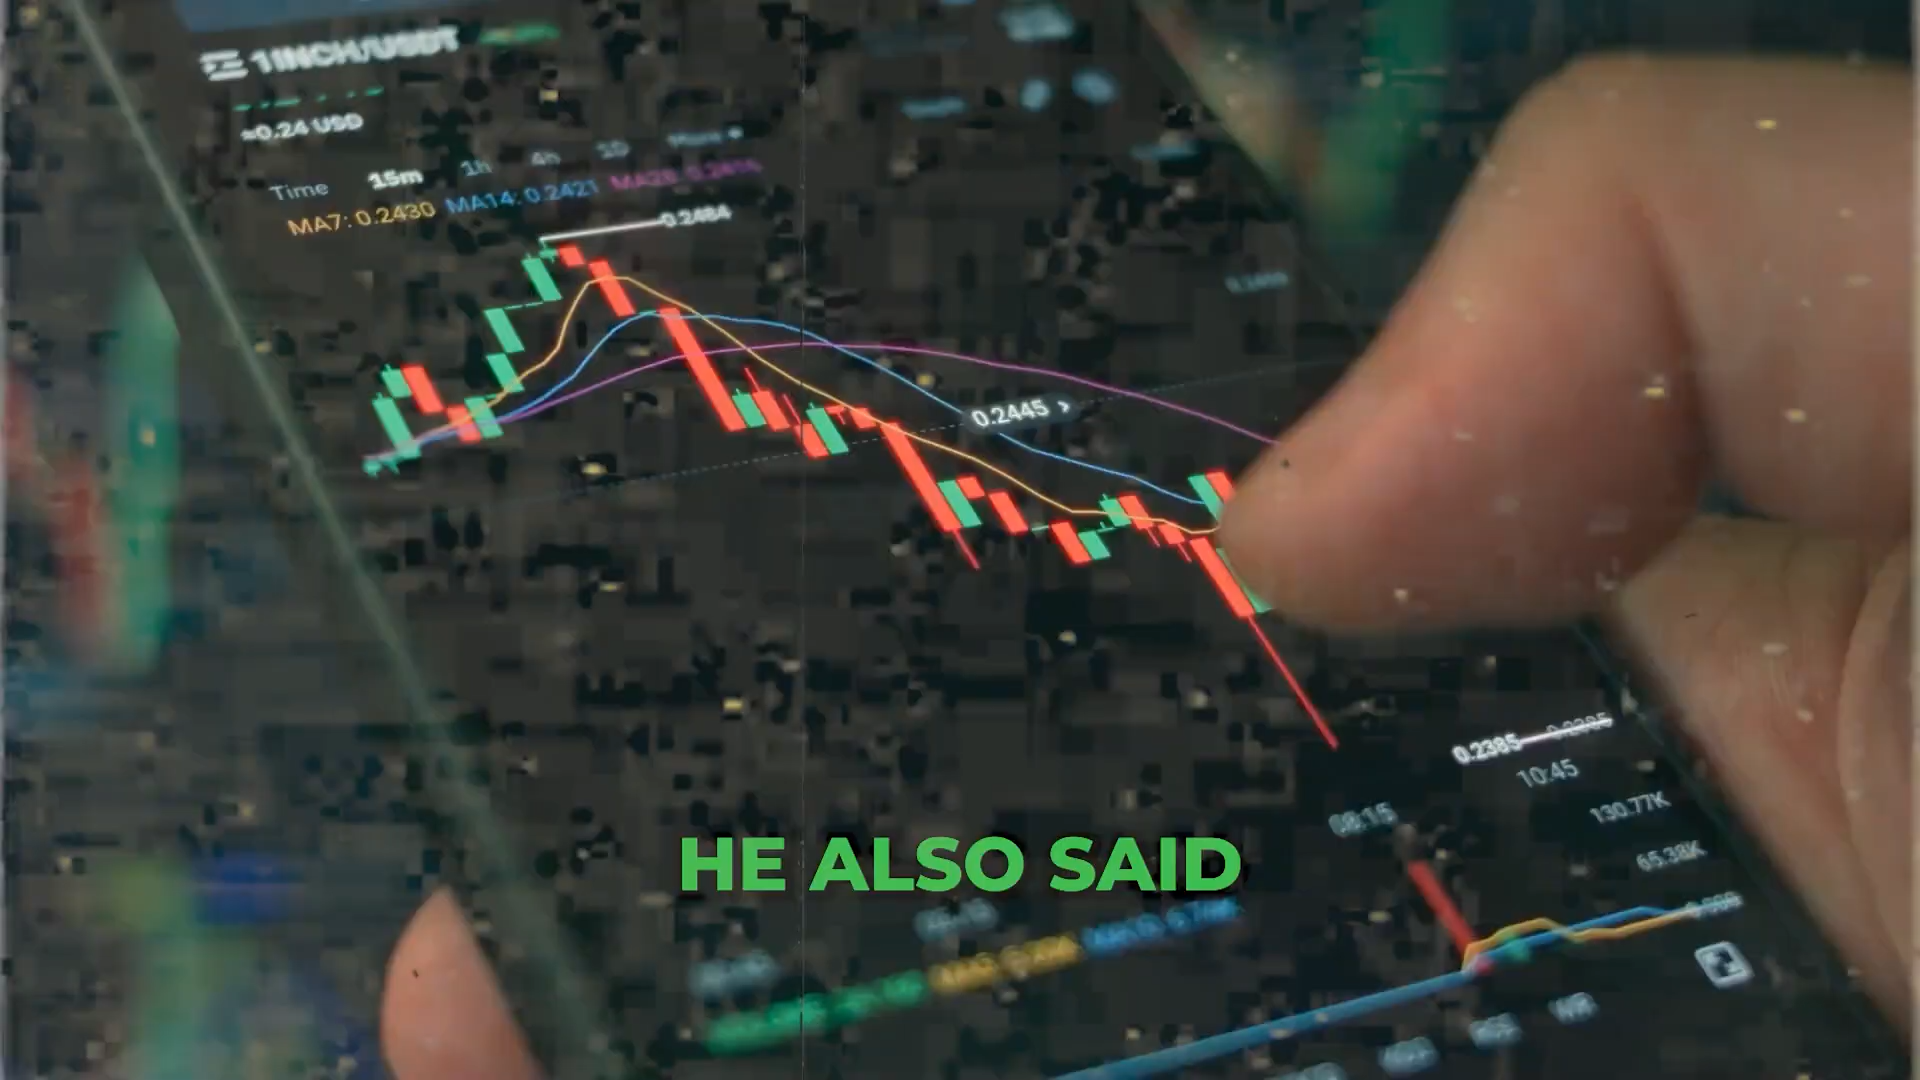 1INCH/USDT
≈0.24 USD
Time 15m 1h 4h 1D More
MA7: 0.2430 MA14: 0.2421
0.2484
0.2445 ›
0.2385
10:45
08:15
130.77K
65.38K
HE ALSO SAID